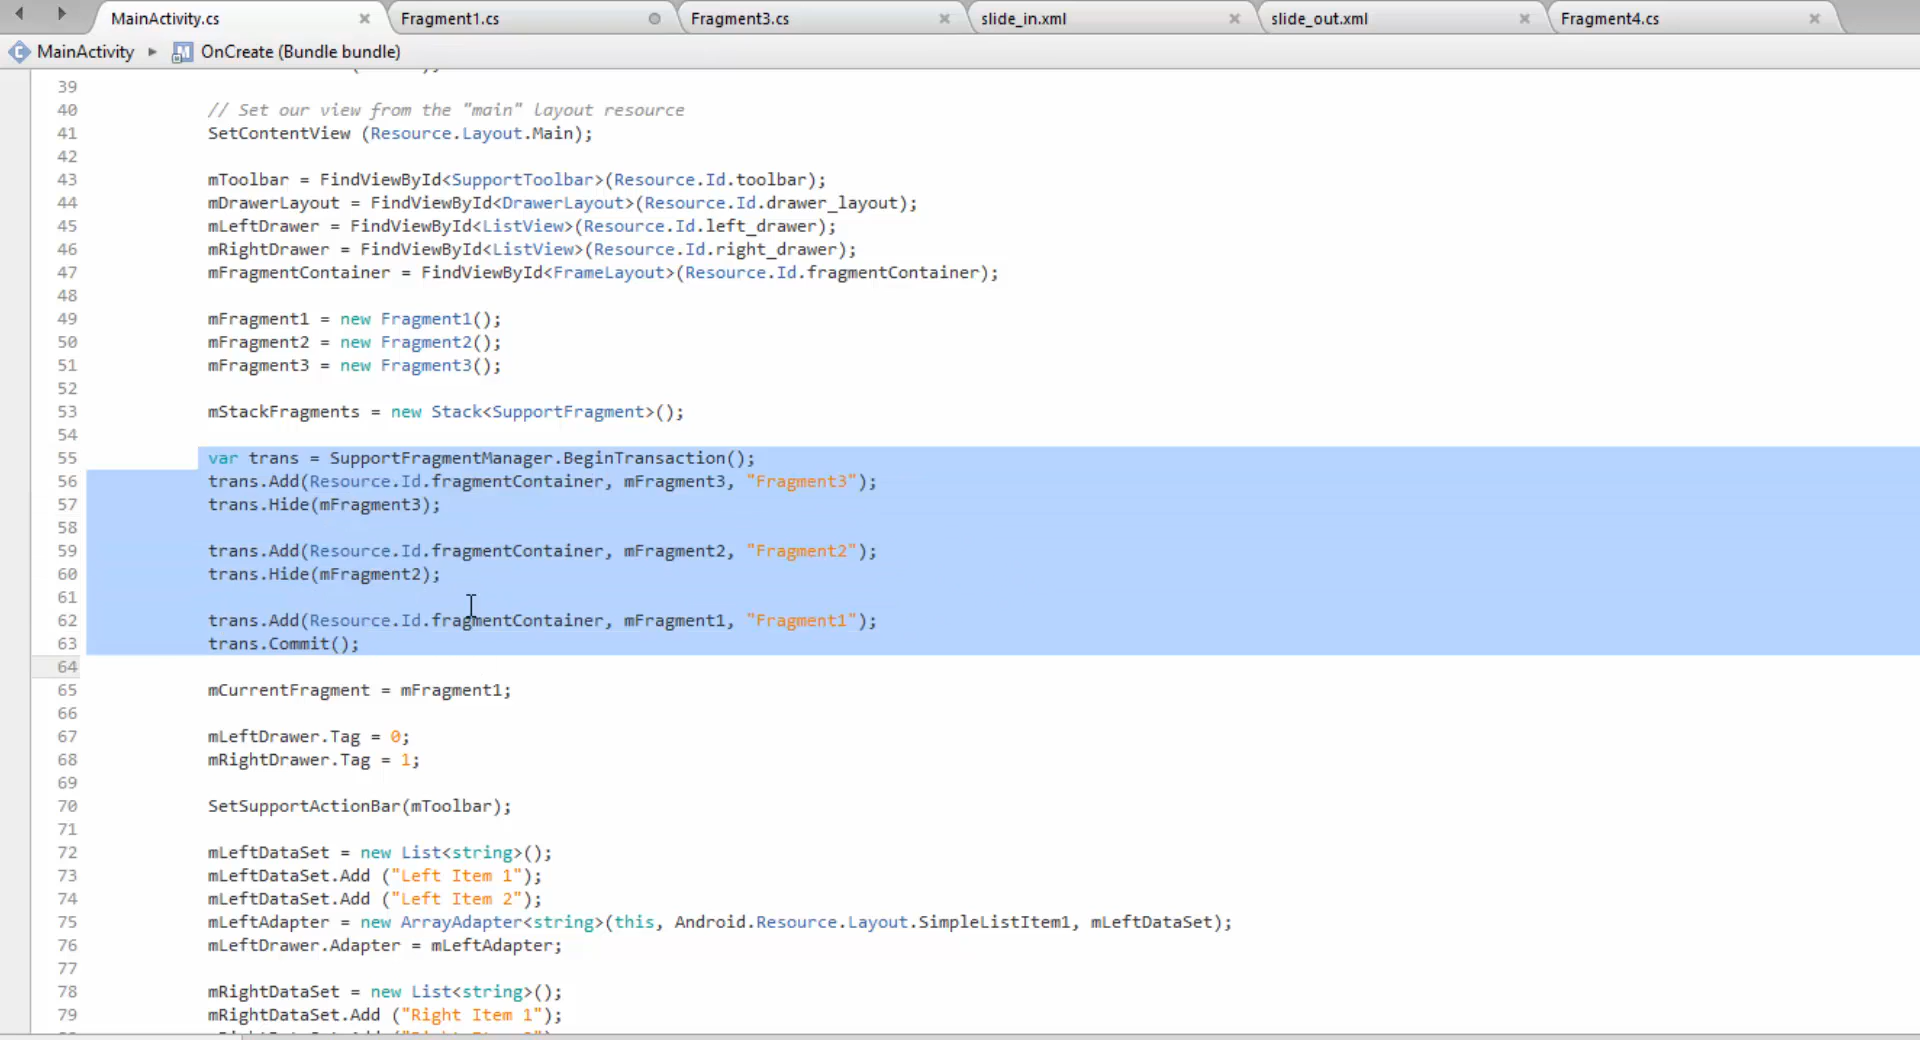 MainActivity.cs Fragment1.cs Fragment3.cs slide_in.xml slide_out.xml Fragment4.cs
MainActivity OnCreate (Bundle bundle)
39
40 // Set our view from the "main" layout resource
41 SetContentView (Resource.Layout.Main);
42
43 mToolbar = FindViewById<SupportToolbar>(Resource.Id.toolbar);
44 mDrawerLayout = FindViewById<DrawerLayout>(Resource.Id.drawer_layout);
45 mLeftDrawer = FindViewById<ListView>(Resource.Id.left_drawer);
46 mRightDrawer = FindViewById<ListView>(Resource.Id.right_drawer);
47 mFragmentContainer = FindViewById<FrameLayout>(Resource.Id.fragmentContainer);
48
49 mFragment1 = new Fragment1();
50 mFragment2 = new Fragment2();
51 mFragment3 = new Fragment3();
52
53 mStackFragments = new Stack<SupportFragment>();
54
55 var trans = SupportFragmentManager.BeginTransaction();
56 trans.Add(Resource.Id.fragmentContainer, mFragment3, "Fragment3");
57 trans.Hide(mFragment3);
58
59 trans.Add(Resource.Id.fragmentContainer, mFragment2, "Fragment2");
60 trans.Hide(mFragment2);
61
62 trans.Add(Resource.Id.fragmentContainer, mFragment1, "Fragment1");
63 trans.Commit();
64
65 mCurrentFragment = mFragment1;
66
67 mLeftDrawer.Tag = 0;
68 mRightDrawer.Tag = 1;
69
70 SetSupportActionBar(mToolbar);
71
72 mLeftDataSet = new List<string>();
73 mLeftDataSet.Add ("Left Item 1");
74 mLeftDataSet.Add ("Left Item 2");
75 mLeftAdapter = new ArrayAdapter<string>(this, Android.Resource.Layout.SimpleListItem1, mLeftDataSet);
76 mLeftDrawer.Adapter = mLeftAdapter;
77
78 mRightDataSet = new List<string>();
79 mRightDataSet.Add ("Right Item 1");